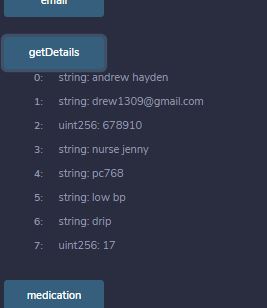 email
getDetails
0: string: andrew hayden
1: string: drew1309@gmail.com
2: uint256: 678910
3: string: nurse jenny
4: string: pc768
5: string: low bp
6: string: drip
7: uint256: 17
medication